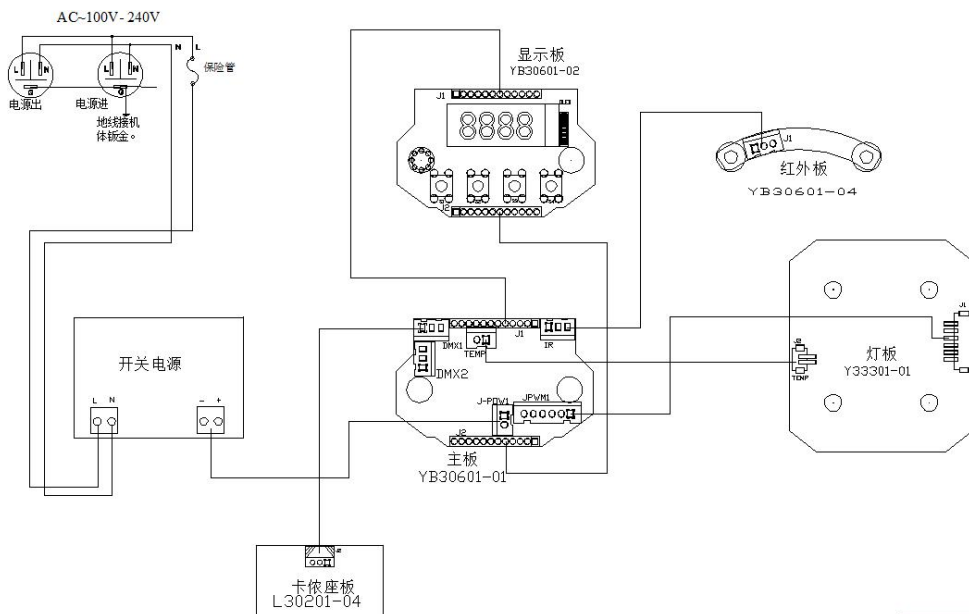 AC~100V-240V
N L
保险管
L N
L N
G
G
电源出
电源进
地线接机
体钣金。
显示板
YB30601-02
J1
J2
J1
红外板
YB30601-04
开关电源
L N
- +
DMX1
J1
TEMP
IR
DMX2
J-POW1
JPWM1
J2
主板
YB30601-01
J1
J2
TEMP
灯板
Y33301-01
J2
卡侬座板
L30201-04